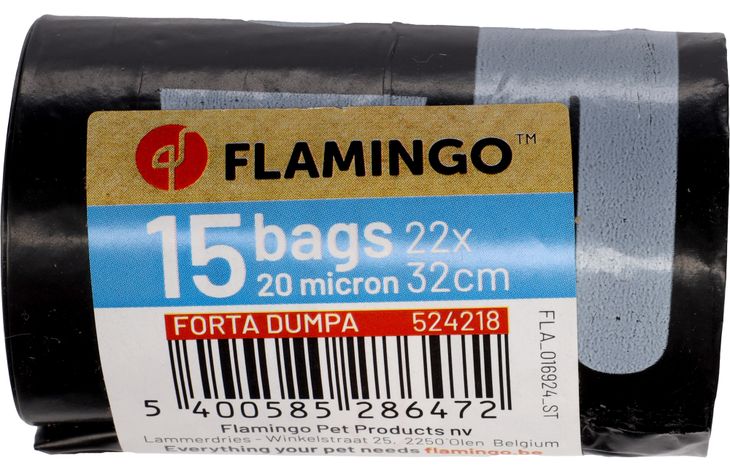 FLAMINGO™
15 bags 22x
20 micron 32cm
FORTA DUMPA 524218
5 400585 286472
FLA_016924_ST
Flamingo Pet Products nv
Lammerdries - Winkelstraat 25, 2250 Olen Belgium
Everything your pet needs flamingo.be